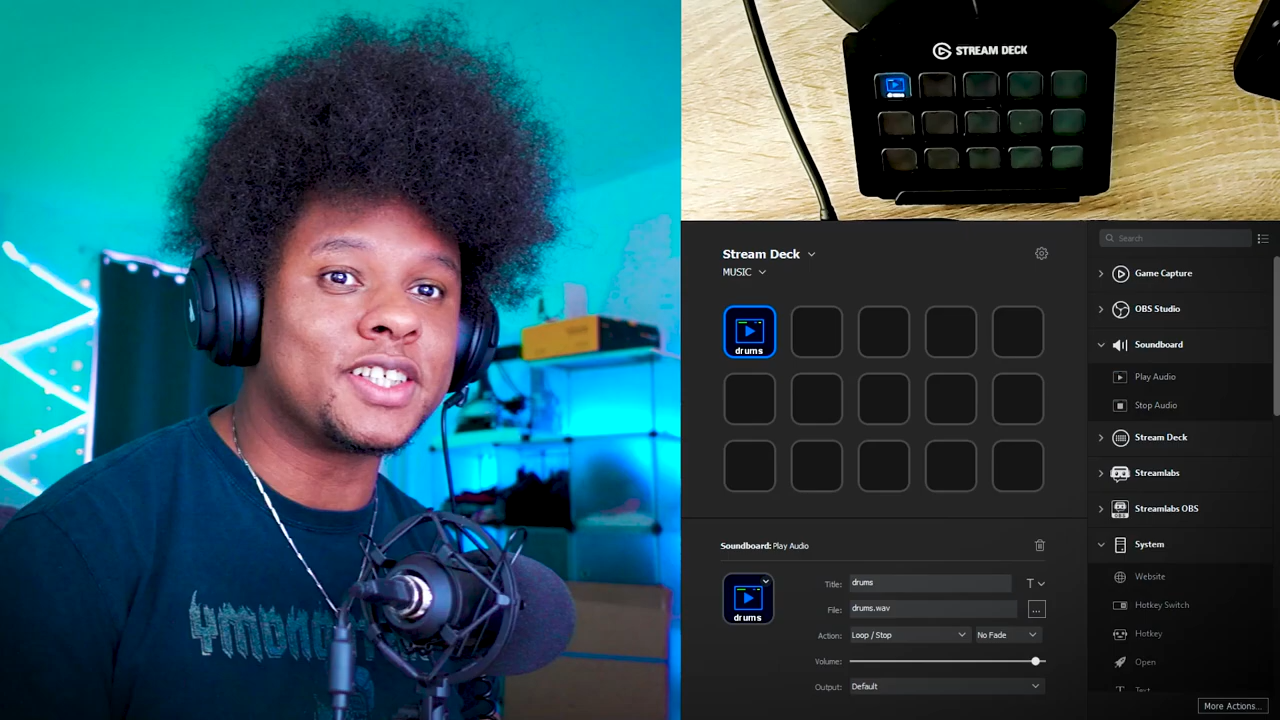 STREAM DECK
Stream Deck
MUSIC
drums
Search
Game Capture
OBS Studio
Soundboard
Play Audio
Stop Audio
Stream Deck
Streamlabs
Streamlabs OBS
System
Website
Hotkey Switch
Hotkey
Open
Text
More Actions...
Soundboard: Play Audio
drums
Title: drums
T
File: drums.wav
...
Action: Loop / Stop No Fade
Volume:
Output: Default